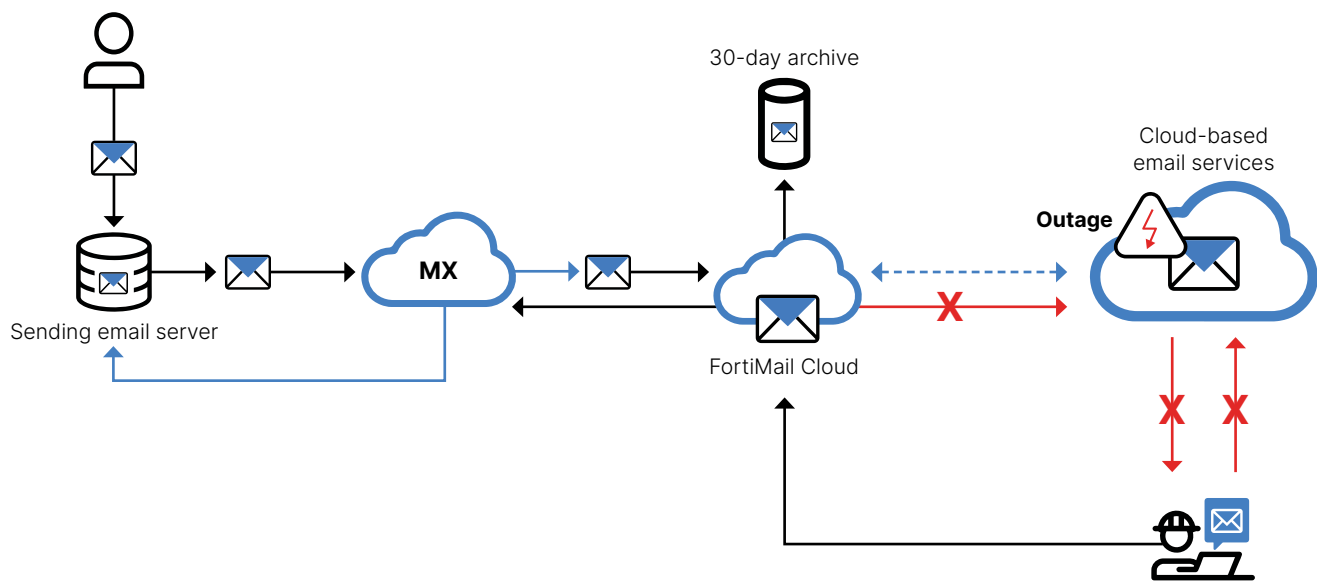 30-day archive
Cloud-based
email services
Outage
MX
X
Sending email server
FortiMail Cloud
X
X